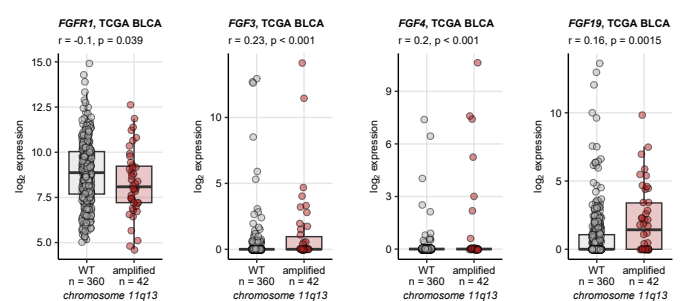 FGFR1, TCGA BLCA
r = -0.1, p = 0.039
log2 expression
15.0
12.5
10.0
7.5
5.0
WT
n = 360
amplified
n = 42
chromosome 11q13
FGF3, TCGA BLCA
r = 0.23, p < 0.001
log2 expression
10
5
0
WT
n = 360
amplified
n = 42
chromosome 11q13
FGF4, TCGA BLCA
r = 0.2, p < 0.001
log2 expression
9
6
3
0
WT
n = 360
amplified
n = 42
chromosome 11q13
FGF19, TCGA BLCA
r = 0.16, p = 0.0015
log2 expression
10
5
0
WT
n = 360
amplified
n = 42
chromosome 11q13